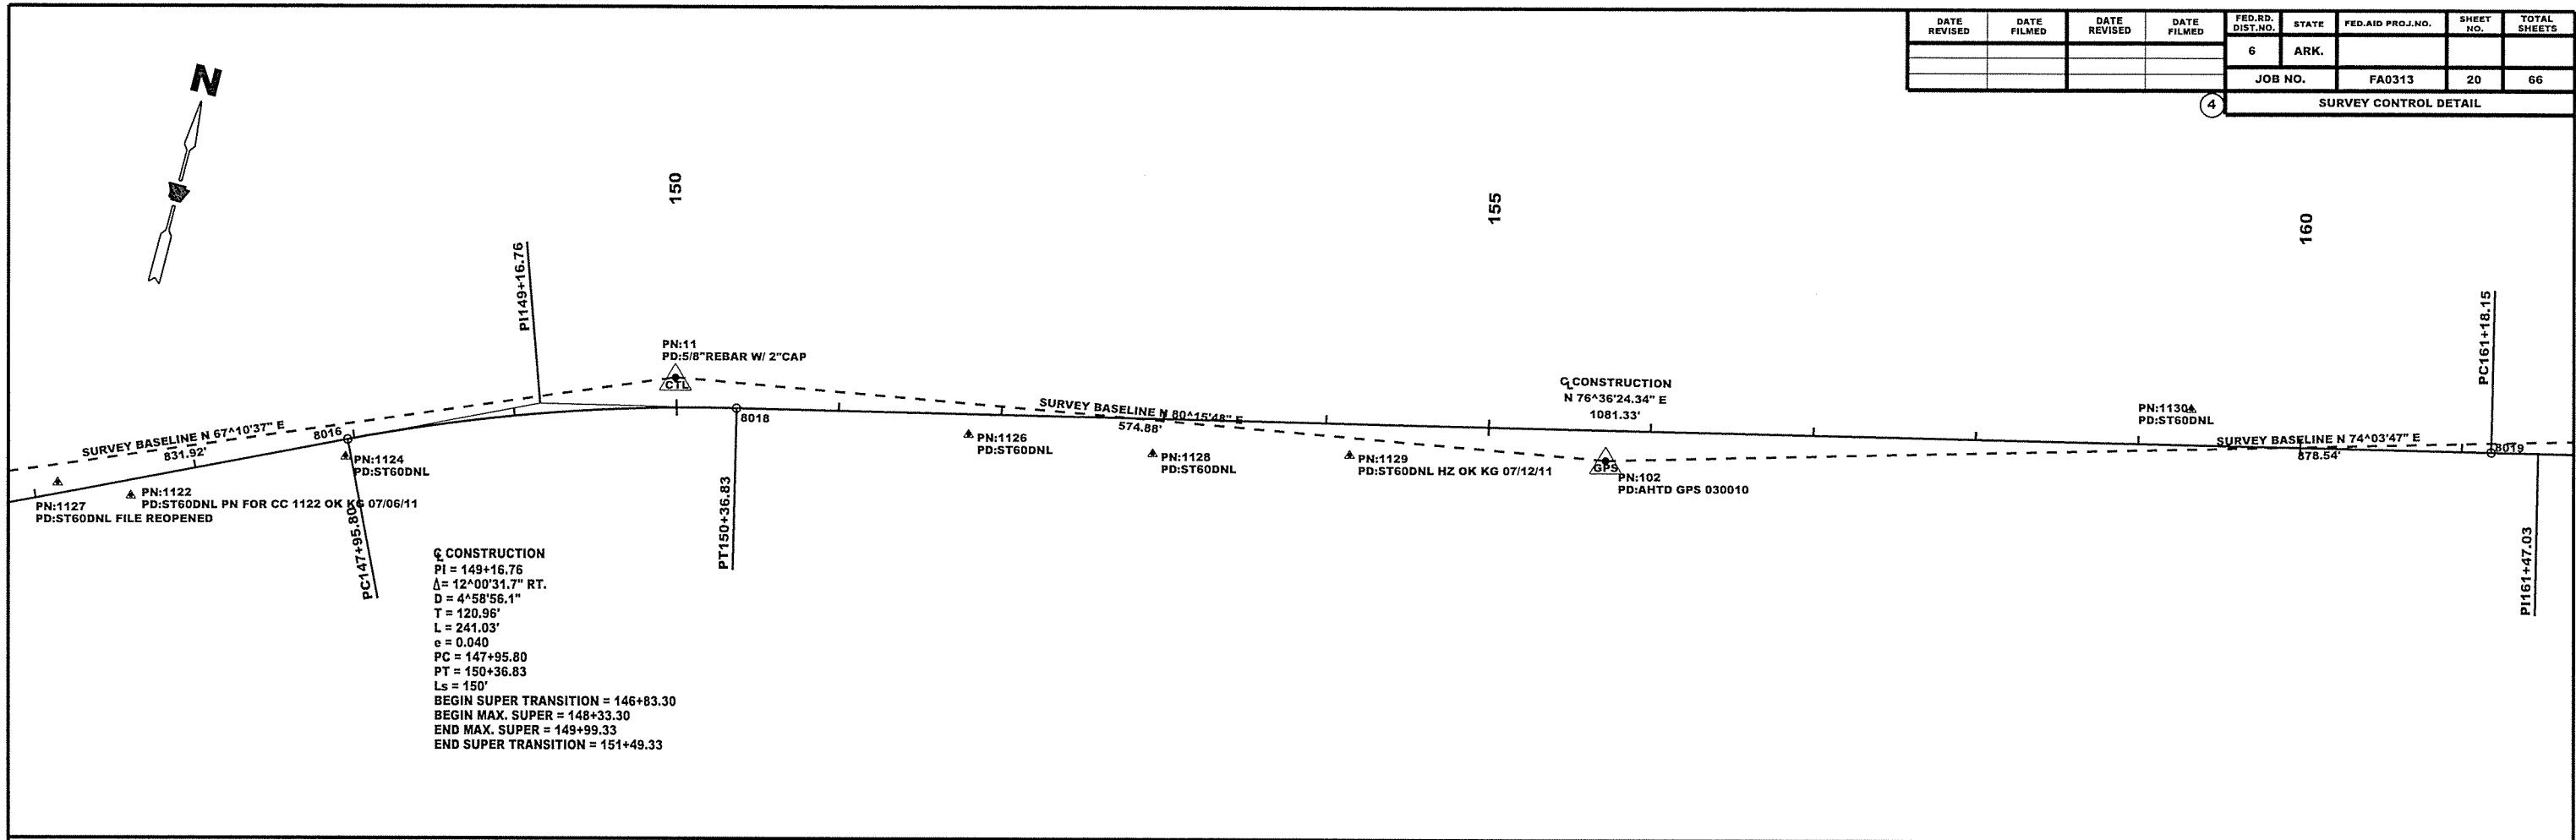 DATE REVISED
DATE FILMED
DATE REVISED
DATE FILMED
FED.RD. DIST.NO.
STATE
FED.AID PROJ.NO.
SHEET NO.
TOTAL SHEETS
6
ARK.
JOB NO.
FA0313
20
66
4
SURVEY CONTROL DETAIL
N
150
155
160
PI149+16.76
PC161+18.15
PN:11
PD:5/8"REBAR W/ 2"CAP
CTL
SURVEY BASELINE N 67^10'37" E
831.92'
8016
8018
SURVEY BASELINE N 80^15'48" E
574.88'
℄ CONSTRUCTION
N 76^36'24.34" E
1081.33'
PN:1130
PD:ST60DNL
SURVEY BASELINE N 74^03'47" E
878.54'
8019
PN:1124
PD:ST60DNL
PN:1126
PD:ST60DNL
PN:1128
PD:ST60DNL
PN:1129
PD:ST60DNL HZ OK KG 07/12/11
GPS
PN:102
PD:AHTD GPS 030010
PN:1122
PD:ST60DNL PN FOR CC 1122 OK KG 07/06/11
PN:1127
PD:ST60DNL FILE REOPENED
PC147+95.80
PT150+36.83
PI161+47.03
℄ CONSTRUCTION
PI = 149+16.76
Δ= 12^00'31.7" RT.
D = 4^58'56.1"
T = 120.96'
L = 241.03'
e = 0.040
PC = 147+95.80
PT = 150+36.83
Ls = 150'
BEGIN SUPER TRANSITION = 146+83.30
BEGIN MAX. SUPER = 148+33.30
END MAX. SUPER = 149+99.33
END SUPER TRANSITION = 151+49.33